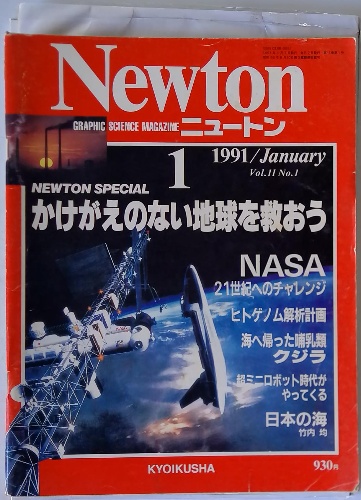 Newton
GRAPHIC SCIENCE MAGAZINE ニュートン
1
1991/January
Vol.11 No.1
NEWTON SPECIAL
かけがえのない地球を救おう
NASA
21世紀へのチャレンジ
ヒトゲノム解析計画
海へ帰った哺乳類
クジラ
超ミニロボット時代が
やってくる
日本の海
竹内 均
KYOIKUSHA
930円